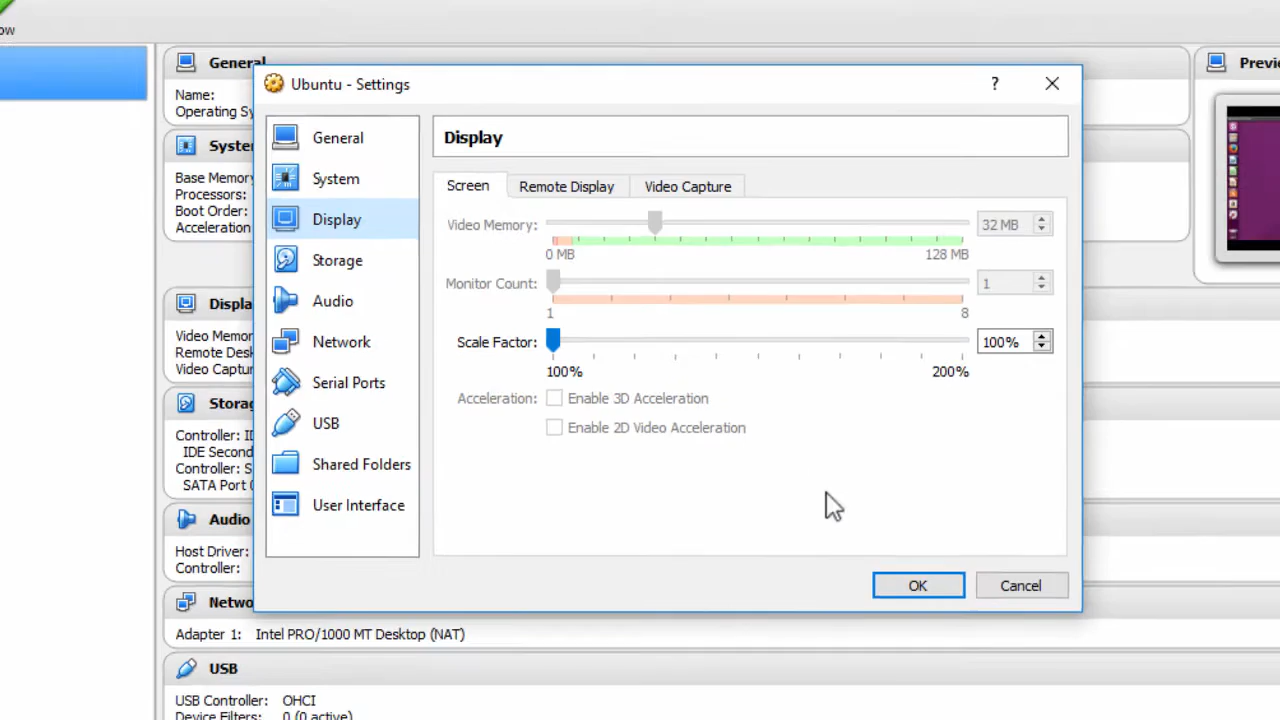 ow
General
Name:
Operating Sy
Syste
Base Memory
Processors:
Boot Order:
Acceleration
Displa
Video Memor
Remote Desk
Video Captur
Storag
Controller: ID
IDE Second
Controller: S
SATA Port 0
Audio
Host Driver:
Controller:
Netwo
Adapter 1: Intel PRO/1000 MT Desktop (NAT)
USB
USB Controller: OHCI
Device Filters: 0 (0 active)
Previe
Ubuntu - Settings
?
General
System
Display
Storage
Audio
Network
Serial Ports
USB
Shared Folders
User Interface
Display
Screen Remote Display Video Capture
Video Memory: 32 MB
0 MB 128 MB
Monitor Count: 1
1 8
Scale Factor: 100%
100% 200%
Acceleration: Enable 3D Acceleration
Enable 2D Video Acceleration
OK Cancel